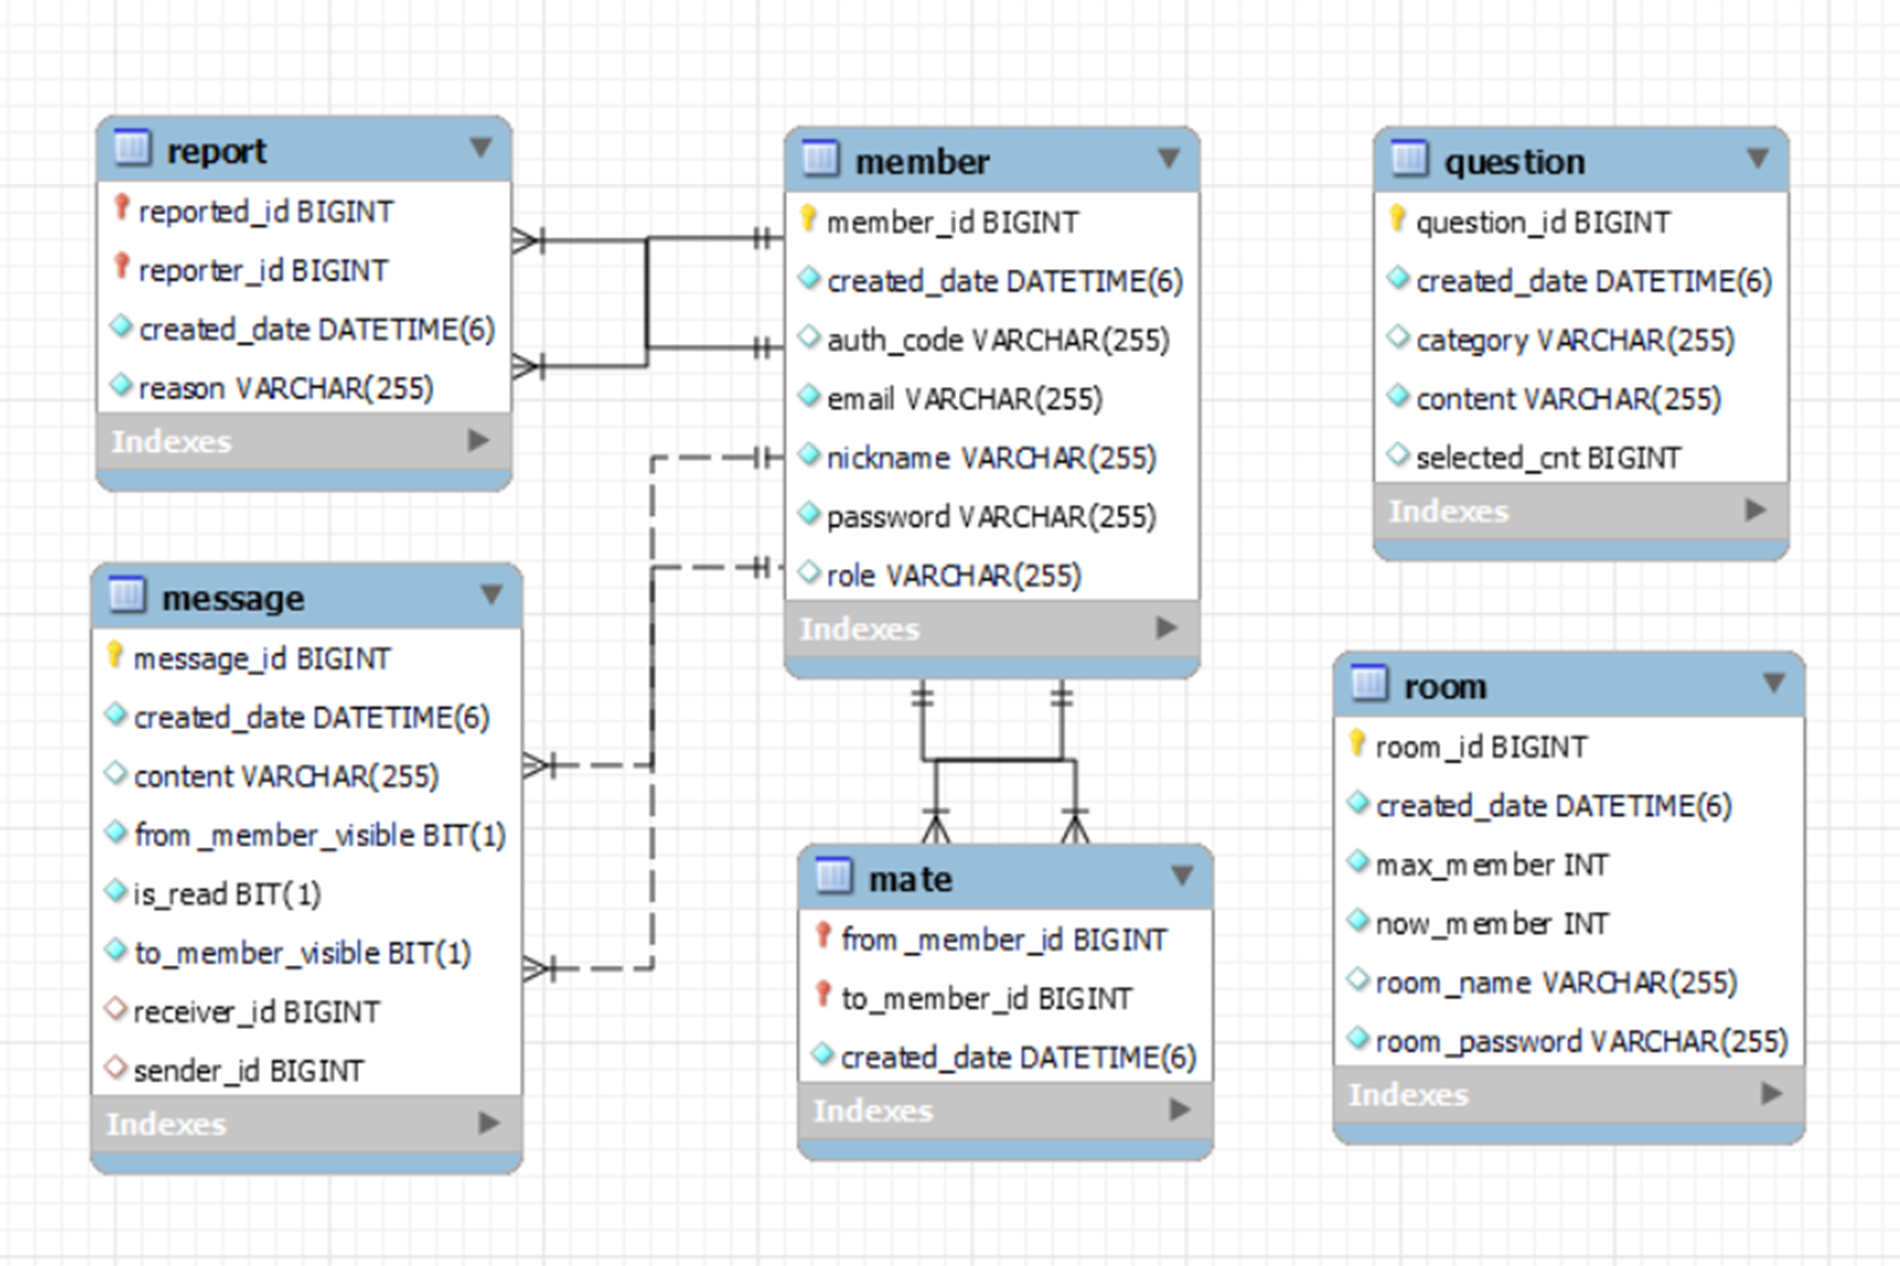 report
reported_id BIGINT
reporter_id BIGINT
created_date DATETIME(6)
reason VARCHAR(255)
Indexes
member
member_id BIGINT
created_date DATETIME(6)
auth_code VARCHAR(255)
email VARCHAR(255)
nickname VARCHAR(255)
password VARCHAR(255)
role VARCHAR(255)
Indexes
question
question_id BIGINT
created_date DATETIME(6)
category VARCHAR(255)
content VARCHAR(255)
selected_cnt BIGINT
Indexes
message
message_id BIGINT
created_date DATETIME(6)
content VARCHAR(255)
from_member_visible BIT(1)
is_read BIT(1)
to_member_visible BIT(1)
receiver_id BIGINT
sender_id BIGINT
Indexes
mate
from_member_id BIGINT
to_member_id BIGINT
created_date DATETIME(6)
Indexes
room
room_id BIGINT
created_date DATETIME(6)
max_member INT
now_member INT
room_name VARCHAR(255)
room_password VARCHAR(255)
Indexes